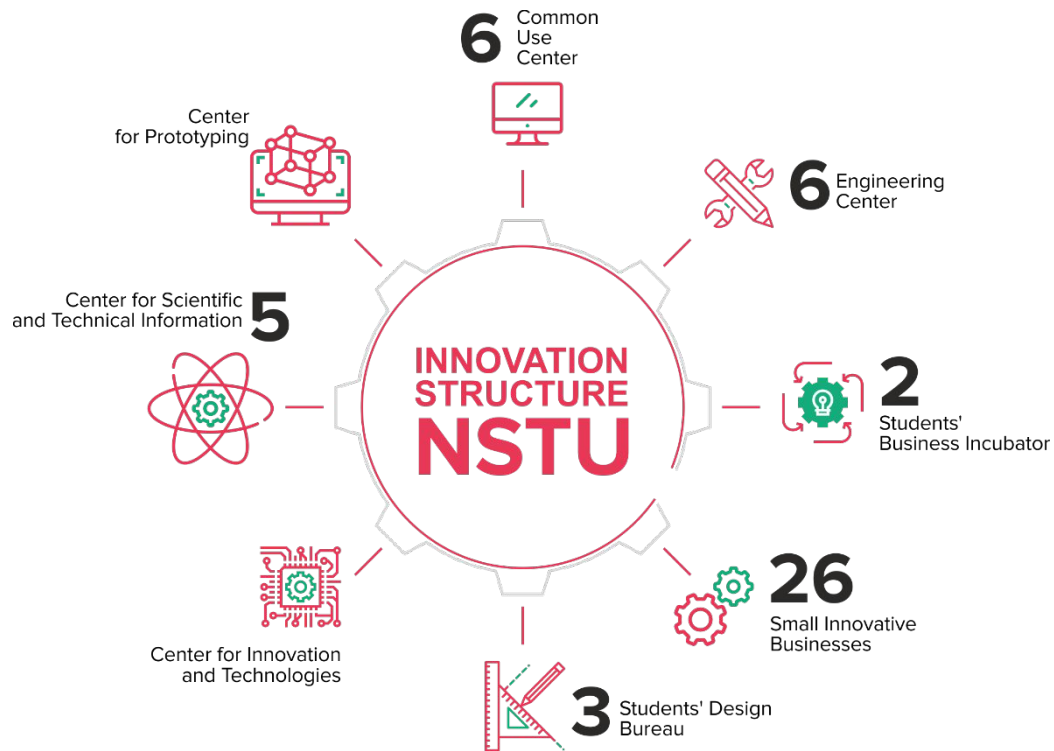 6 Common
Use
Center
Center
for Prototyping
6 Engineering
Center
Center for Scientific
and Technical Information 5
INNOVATION
STRUCTURE
NSTU
2
Students'
Business Incubator
26
Small Innovative
Businesses
Center for Innovation
and Technologies
3 Students' Design
Bureau